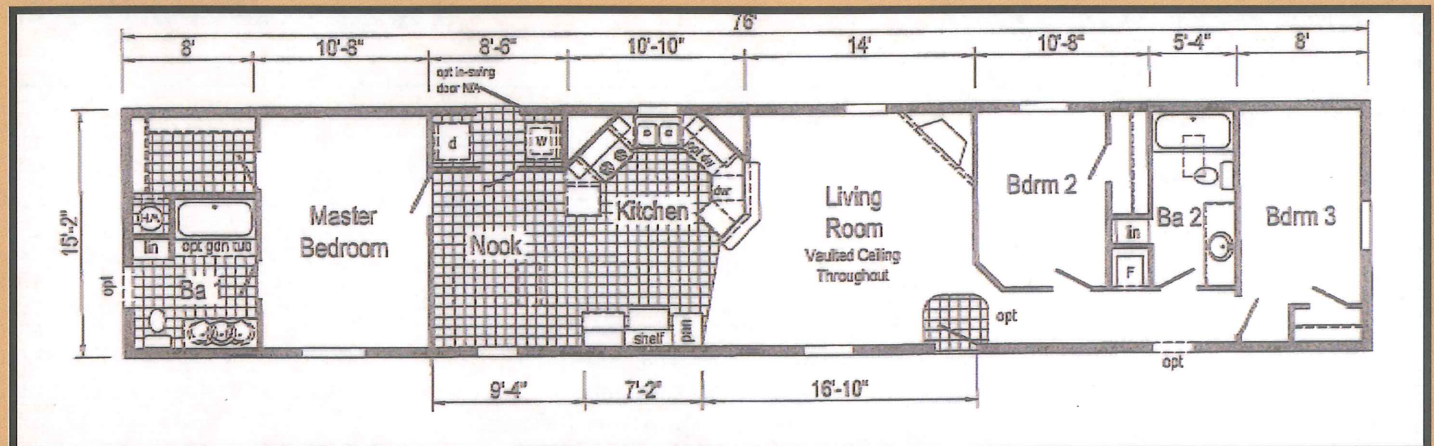 76'
8'
10'-8"
8'-6"
10'-10"
14'
10'-8"
5'-4"
8'
opt in-swing
door N/A
15'-2"
d
w
opt dw
dwr
Master
Bedroom
Nook
Kitchen
Living
Room
Vaulted Ceiling
Throughout
Bdrm 2
Ba 2
Bdrm 3
lin
F
lin
opt gdn tub
opt
Ba 1
shelf
pan
opt
opt
9'-4"
7'-2"
16'-10"